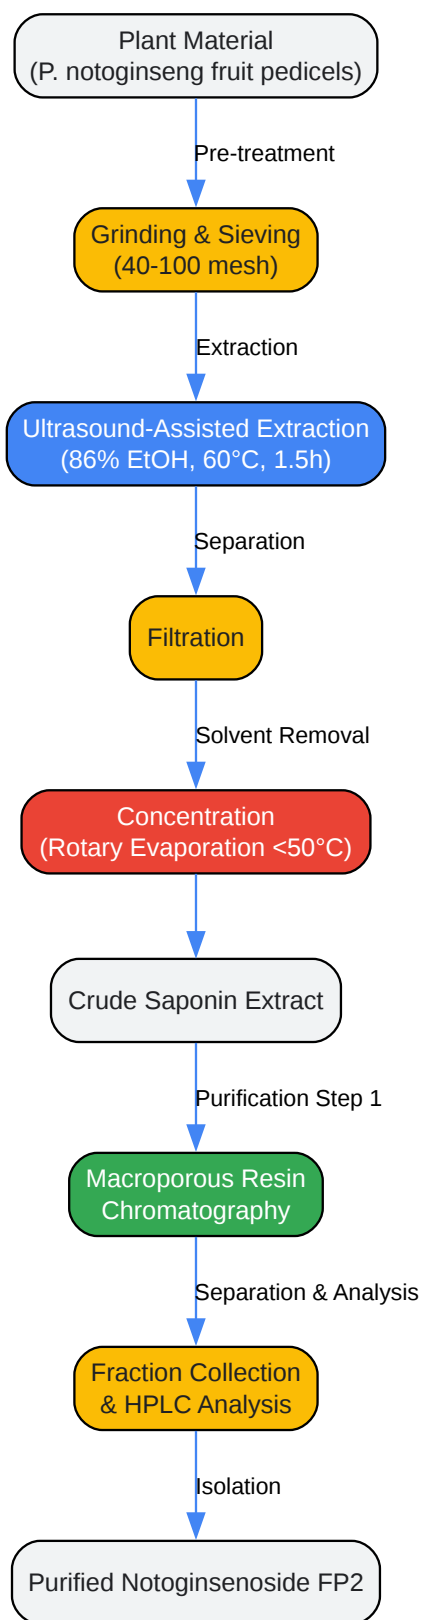 Plant Material
(P. notoginseng fruit pedicels)
Pre-treatment
Grinding & Sieving
(40-100 mesh)
Extraction
Ultrasound-Assisted Extraction
(86% EtOH, 60°C, 1.5h)
Separation
Filtration
Solvent Removal
Concentration
(Rotary Evaporation <50°C)
Crude Saponin Extract
Purification Step 1
Macroporous Resin
Chromatography
Separation & Analysis
Fraction Collection
& HPLC Analysis
Isolation
Purified Notoginsenoside FP2